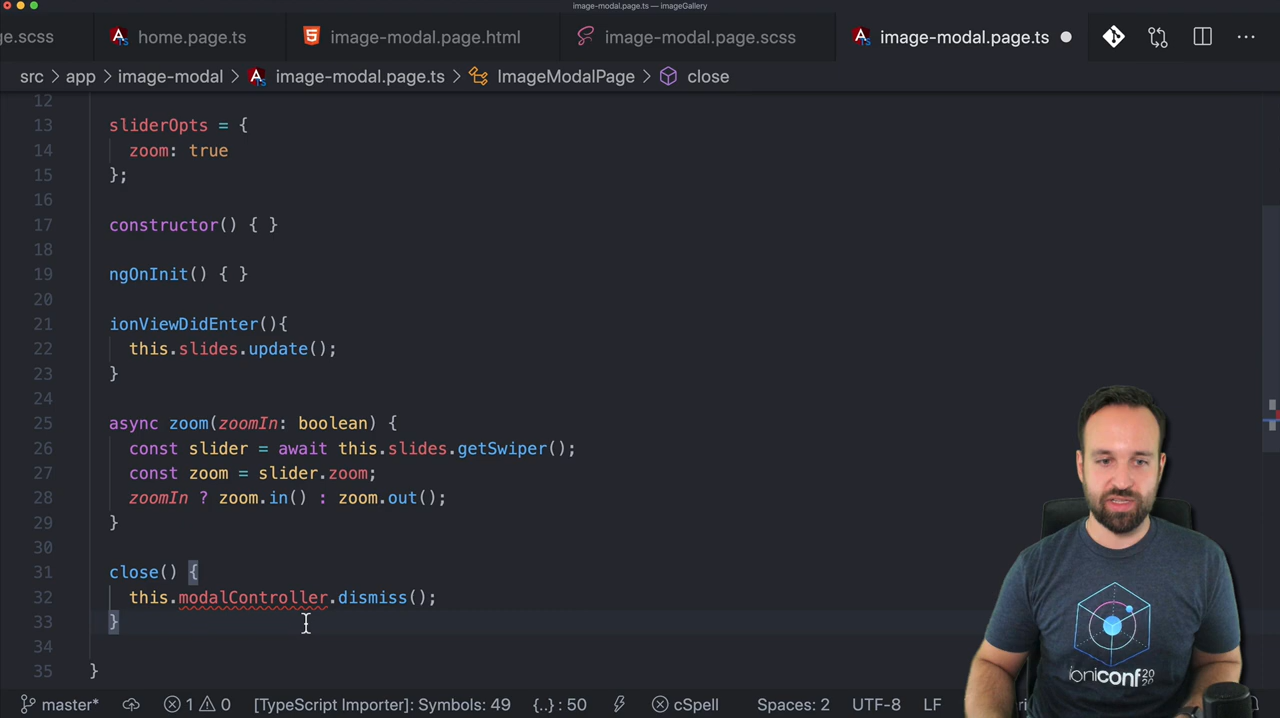 image-modal.page.ts — imageGallery
ge.scss home.page.ts image-modal.page.html image-modal.page.scss image-modal.page.ts
src > app > image-modal > image-modal.page.ts > ImageModalPage > close
12
13 sliderOpts = {
14 zoom: true
15 };
16
17 constructor() { }
18
19 ngOnInit() { }
20
21 ionViewDidEnter(){
22 this.slides.update();
23 }
24
25 async zoom(zoomIn: boolean) {
26 const slider = await this.slides.getSwiper();
27 const zoom = slider.zoom;
28 zoomIn ? zoom.in() : zoom.out();
29 }
30
31 close() {
32 this.modalController.dismiss();
33 }
34
35 }
ioniconf 2020
master* 1 0 [TypeScript Importer]: Symbols: 49 {..} : 50 cSpell Spaces: 2 UTF-8 LF